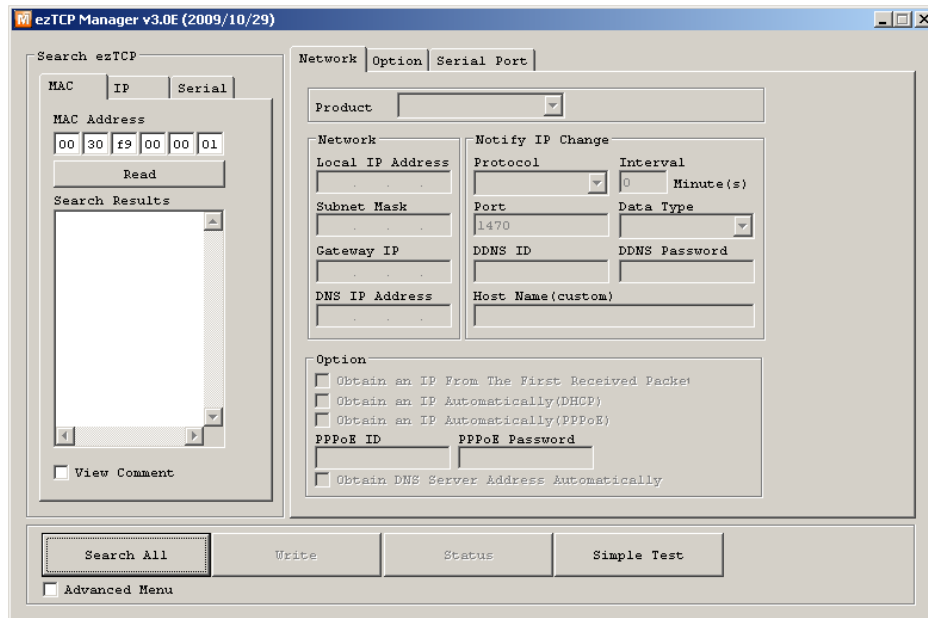 ezTCP Manager v3.0E (2009/10/29)
Search ezTCP
MAC IP Serial
MAC Address
00 30 f9 00 00 01
Read
Search Results
View Comment
Network Option Serial Port
Product
Network
Local IP Address
. . .
Subnet Mask
. . .
Gateway IP
. . .
DNS IP Address
. . .
Notify IP Change
Protocol Interval
0 Minute(s)
Port Data Type
1470
DDNS ID DDNS Password
Host Name(custom)
Option
Obtain an IP From The First Received Packet
Obtain an IP Automatically(DHCP)
Obtain an IP Automatically(PPPoE)
PPPoE ID PPPoE Password
Obtain DNS Server Address Automatically
Search All Write Status Simple Test
Advanced Menu